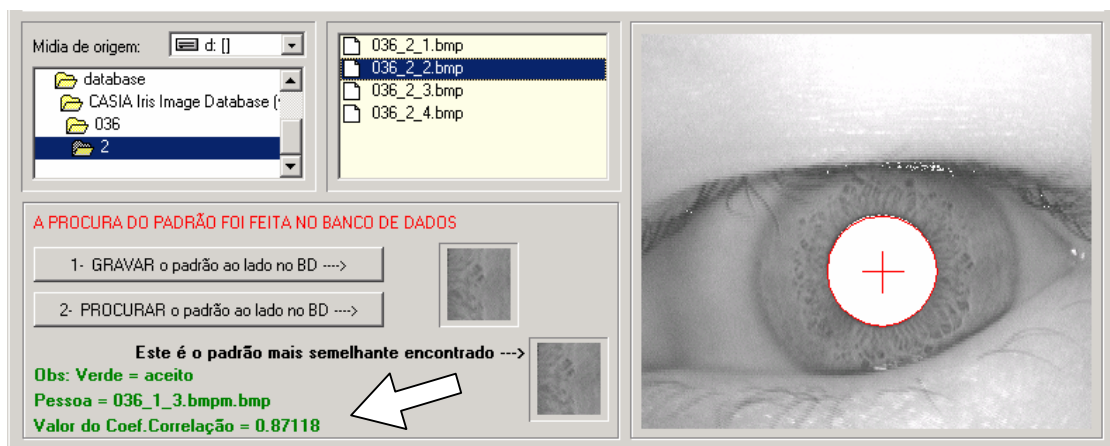 Midia de origem:
d: []
database
CASIA Iris Image Database (
036
2
036_2_1.bmp
036_2_2.bmp
036_2_3.bmp
036_2_4.bmp
A PROCURA DO PADRÃO FOI FEITA NO BANCO DE DADOS
1- GRAVAR o padrão ao lado no BD ---->
2- PROCURAR o padrão ao lado no BD ---->
Este é o padrão mais semelhante encontrado --->
Obs: Verde = aceito
Pessoa = 036_1_3.bmpm.bmp
Valor do Coef.Correlação = 0.87118